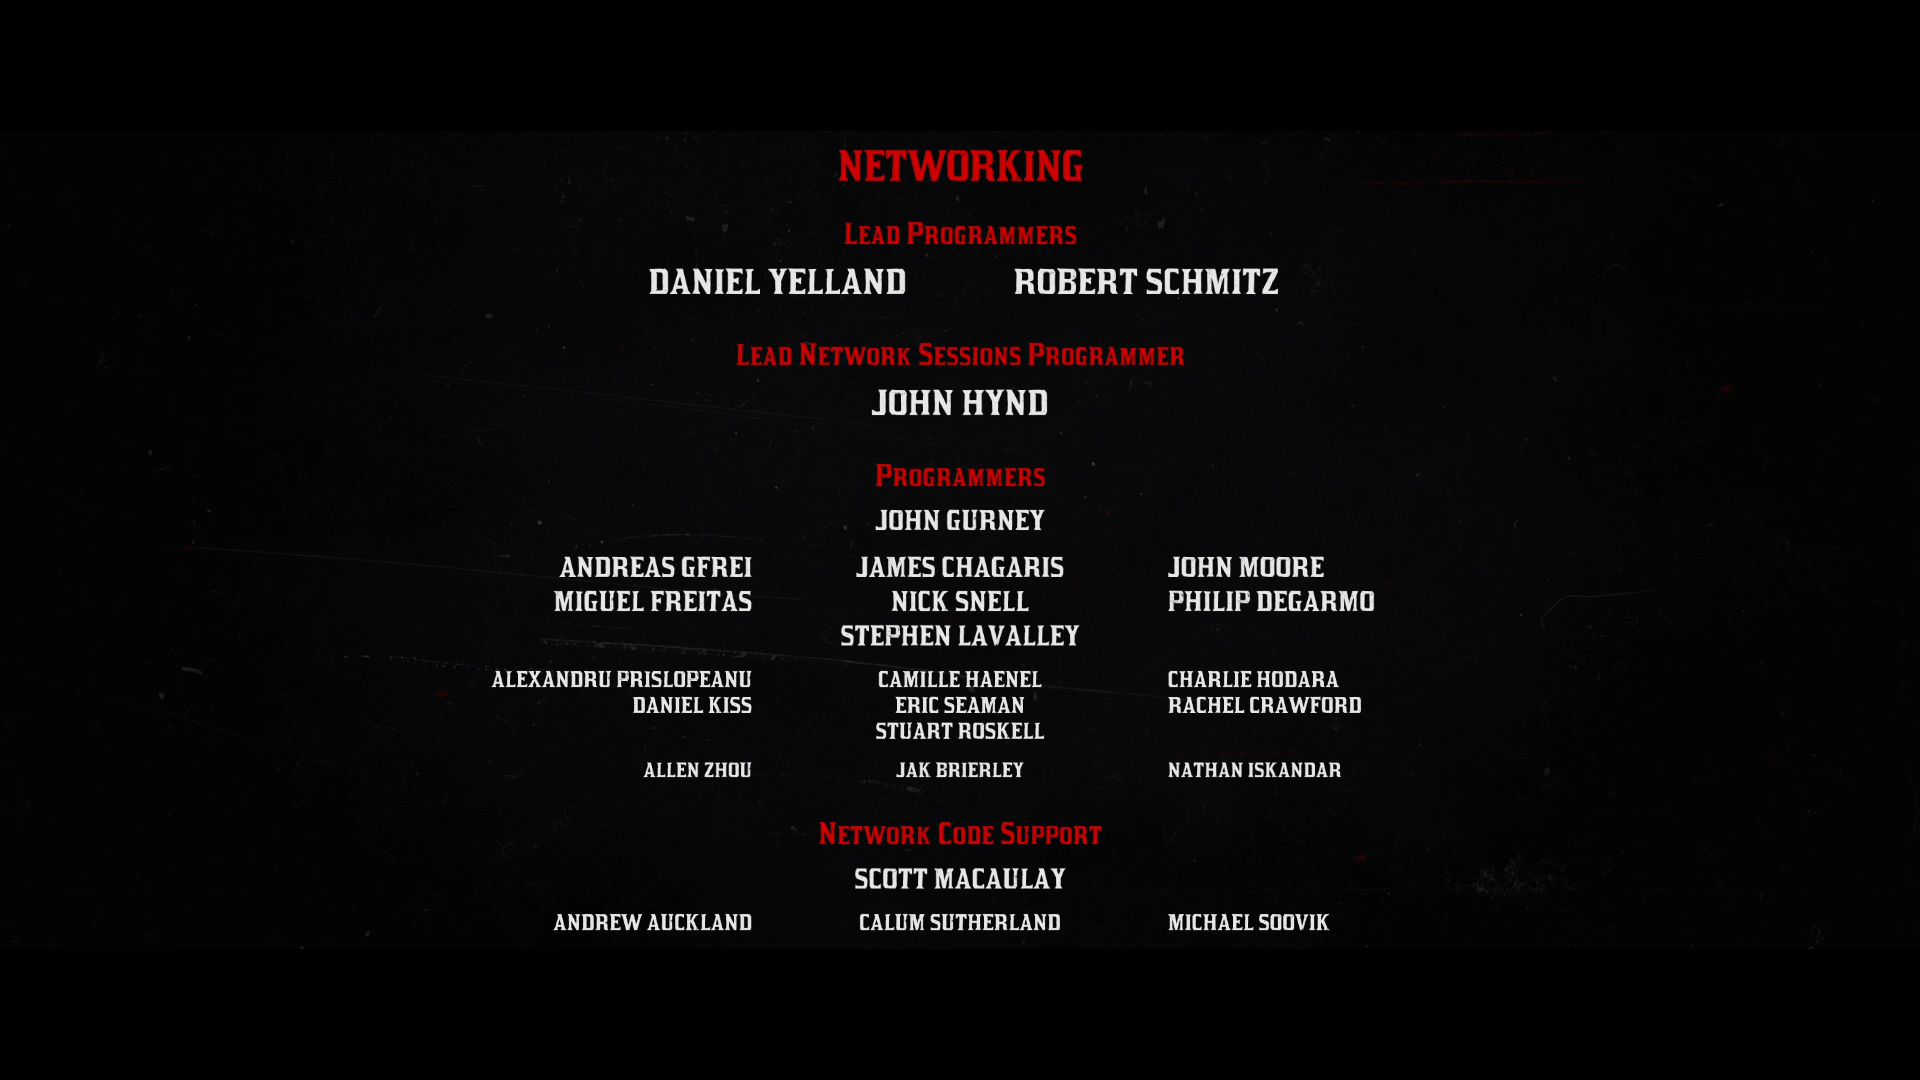 NETWORKING
LEAD PROGRAMMERS
DANIEL YELLAND ROBERT SCHMITZ
LEAD NETWORK SESSIONS PROGRAMMER
JOHN HYND
PROGRAMMERS
JOHN GURNEY
ANDREAS GFREI JAMES CHAGARIS JOHN MOORE
MIGUEL FREITAS NICK SNELL PHILIP DEGARMO
STEPHEN LAVALLEY
ALEXANDRU PRISLOPEANU CAMILLE HAENEL CHARLIE HODARA
DANIEL KISS ERIC SEAMAN RACHEL CRAWFORD
STUART ROSKELL
ALLEN ZHOU JAK BRIERLEY NATHAN ISKANDAR
NETWORK CODE SUPPORT
SCOTT MACAULAY
ANDREW AUCKLAND CALUM SUTHERLAND MICHAEL SOOVIK